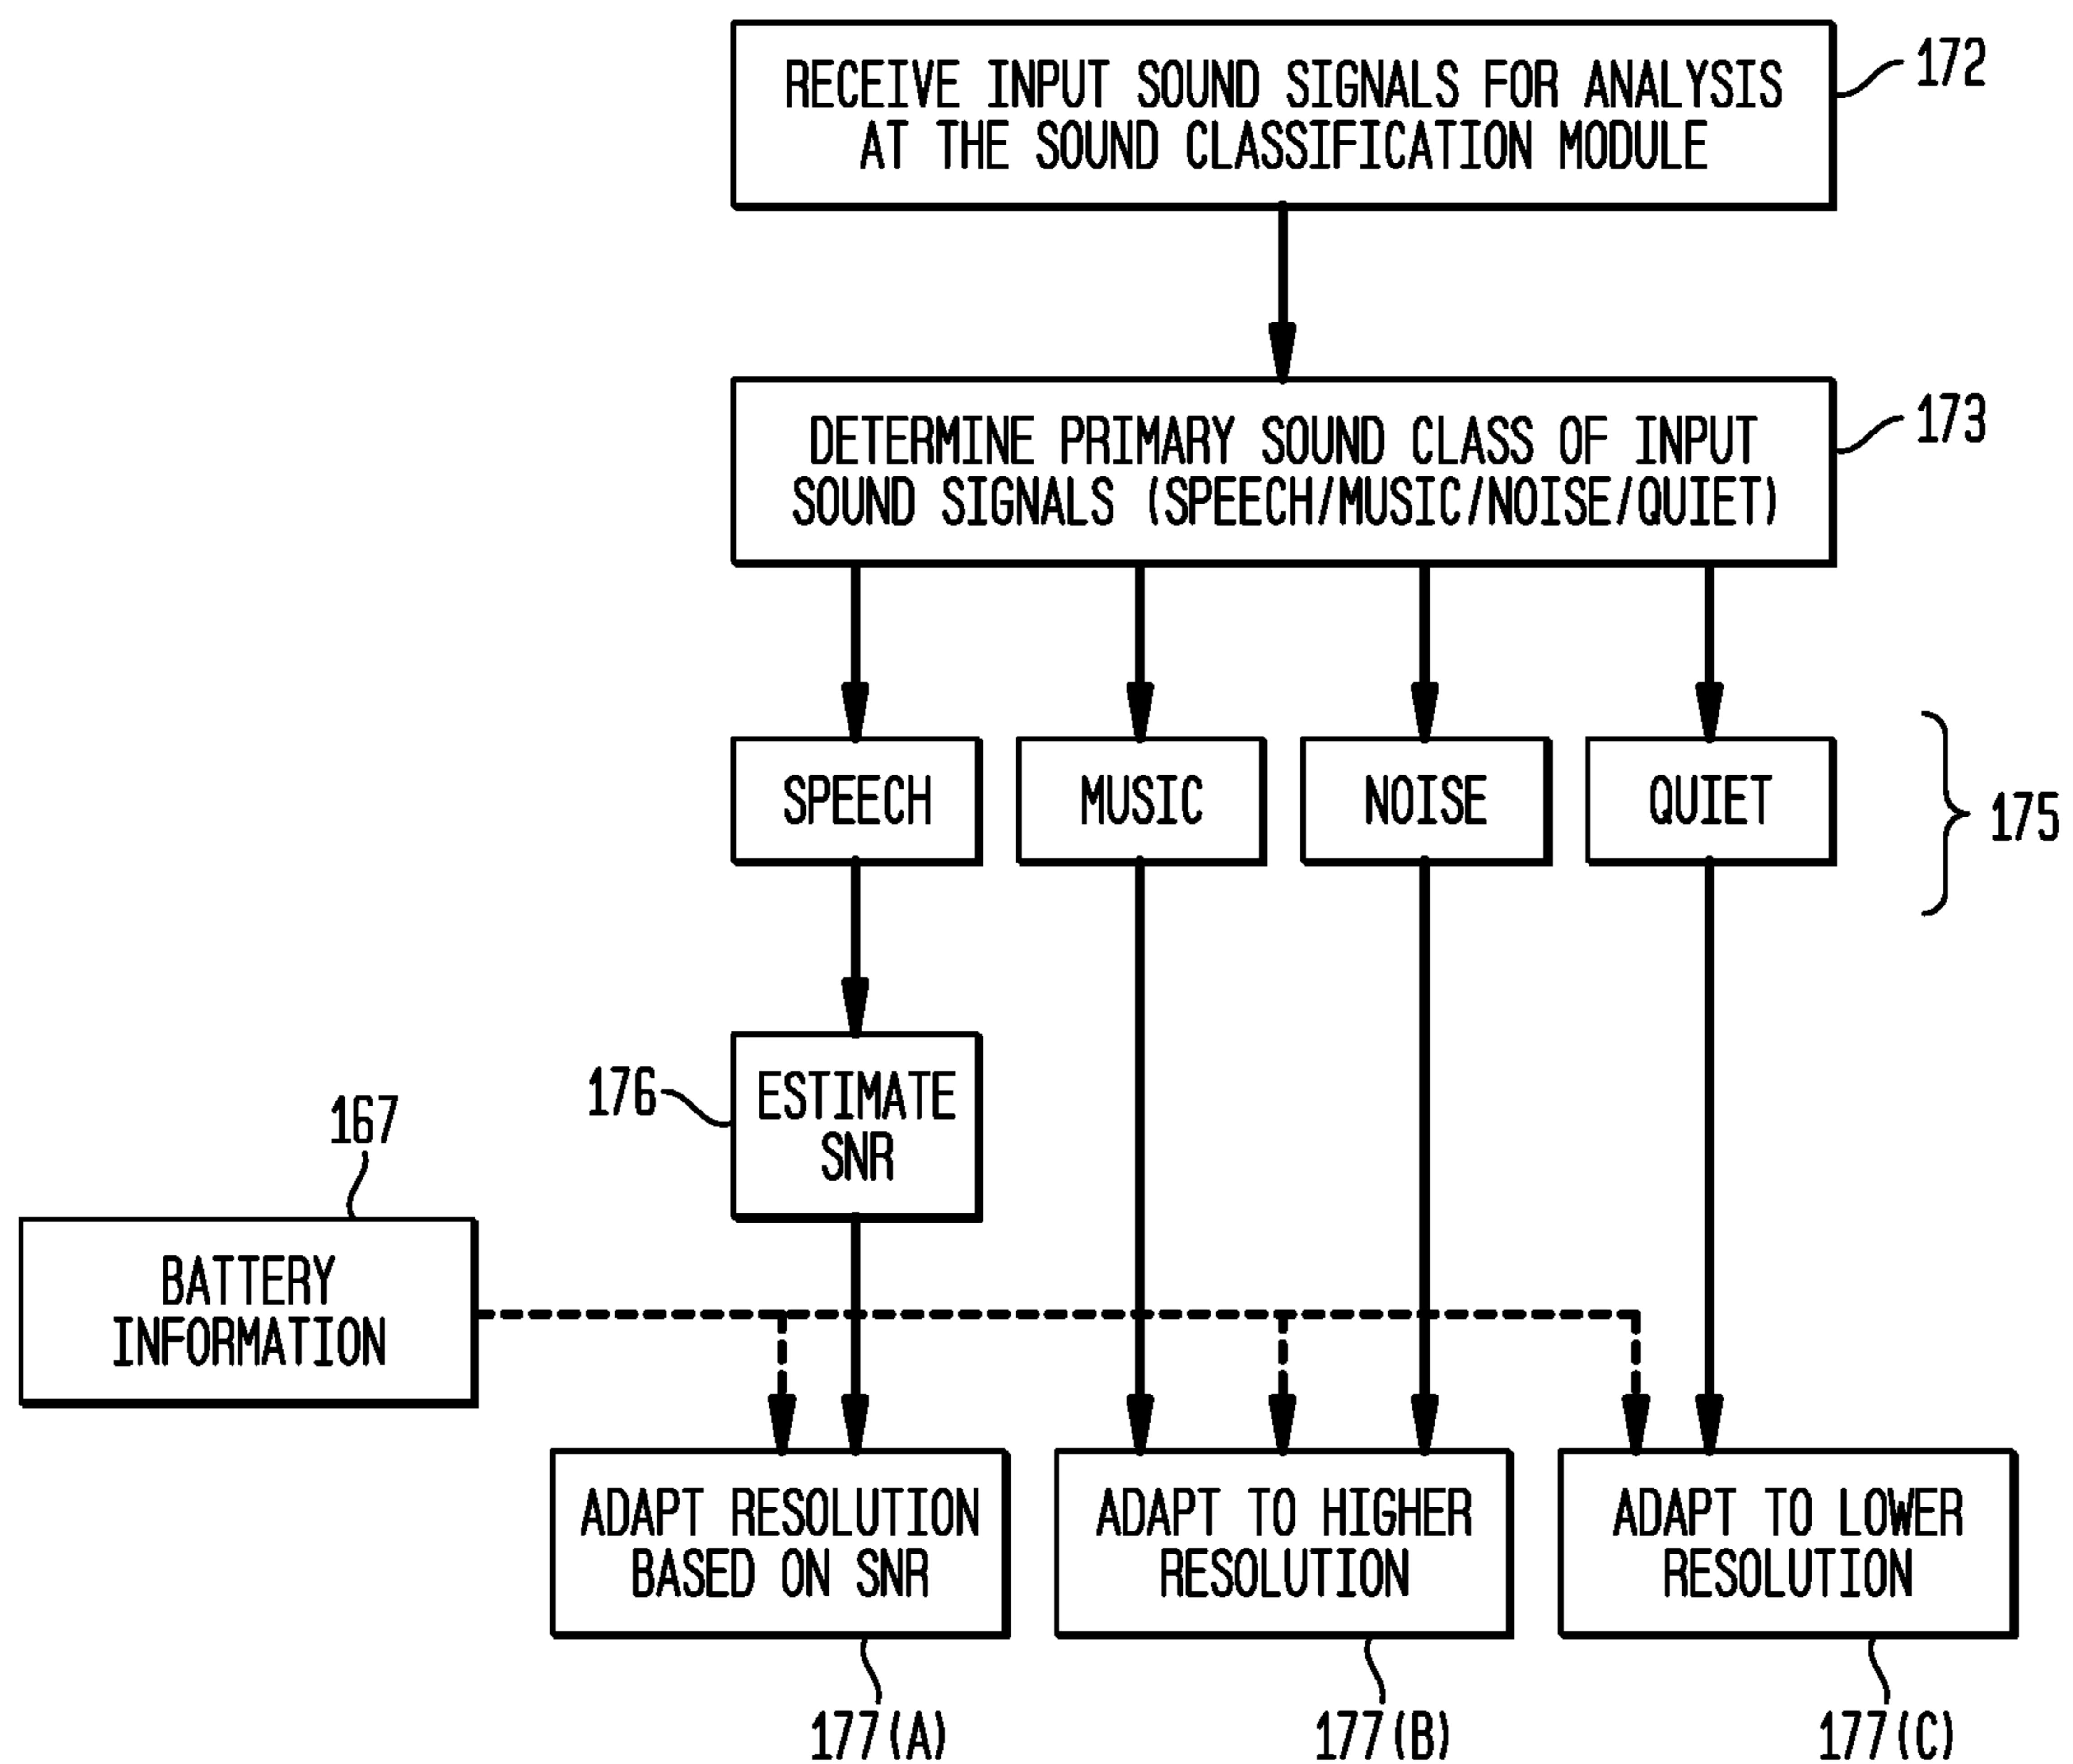 RECEIVE INPUT SOUND SIGNALS FOR ANALYSIS
AT THE SOUND CLASSIFICATION MODULE
172
DETERMINE PRIMARY SOUND CLASS OF INPUT
SOUND SIGNALS (SPEECH/MUSIC/NOISE/QUIET)
173
SPEECH
MUSIC
NOISE
QUIET
175
176
ESTIMATE
SNR
167
BATTERY
INFORMATION
ADAPT RESOLUTION
BASED ON SNR
ADAPT TO HIGHER
RESOLUTION
ADAPT TO LOWER
RESOLUTION
177(A)
177(B)
177(C)